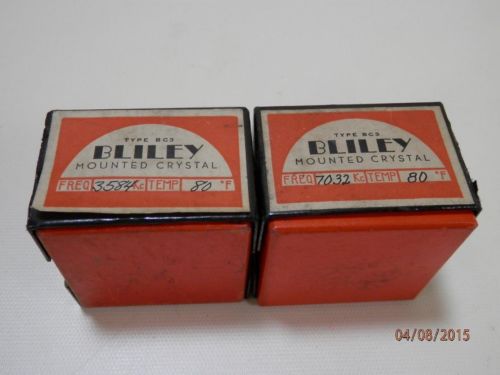 TYPE BC3
BLILEY
MOUNTED CRYSTAL
FREQ 3584 Kc TEMP 80 °F
TYPE BC3
BLILEY
MOUNTED CRYSTAL
FREQ 7032 Kc TEMP 80 °F
04/08/2015